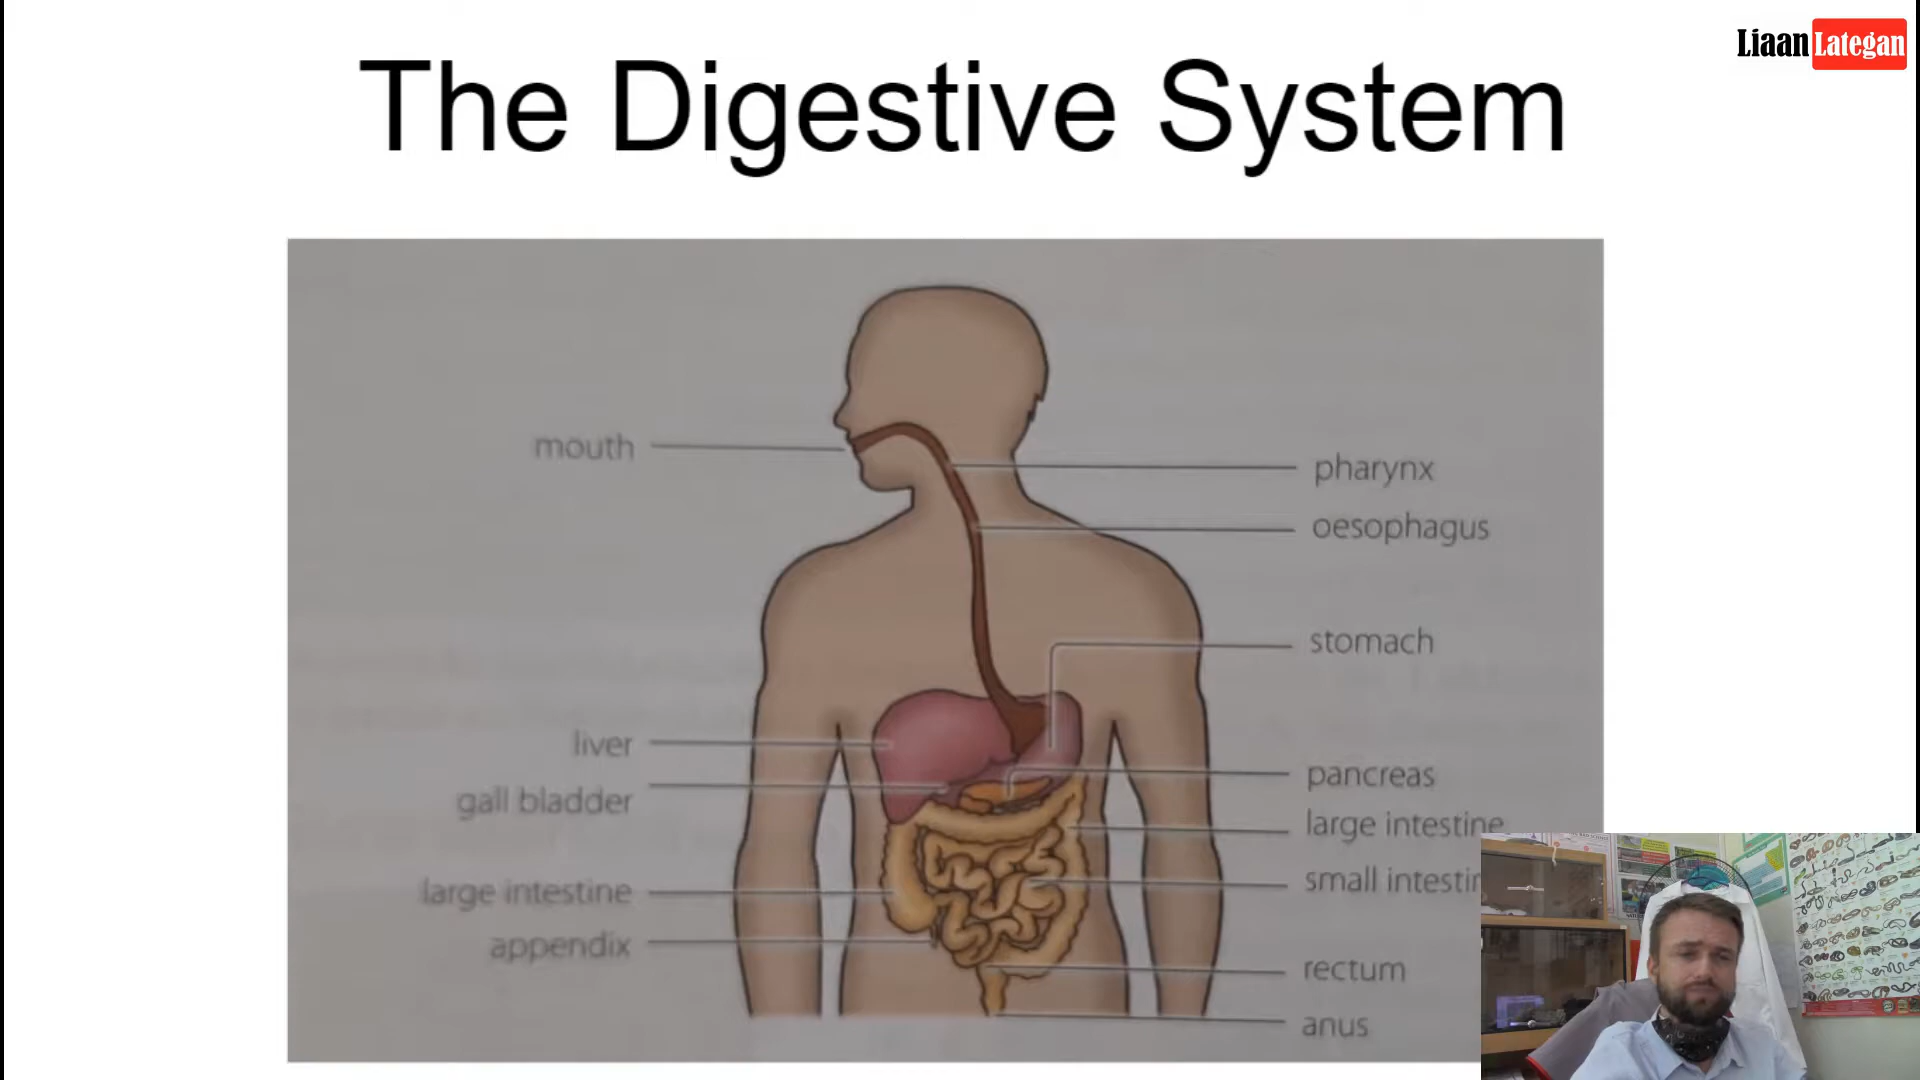 Liaan Lategan
The Digestive System
mouth
pharynx
oesophagus
stomach
liver
pancreas
gall bladder
large intestine
large intestine
small intestin
appendix
rectum
anus